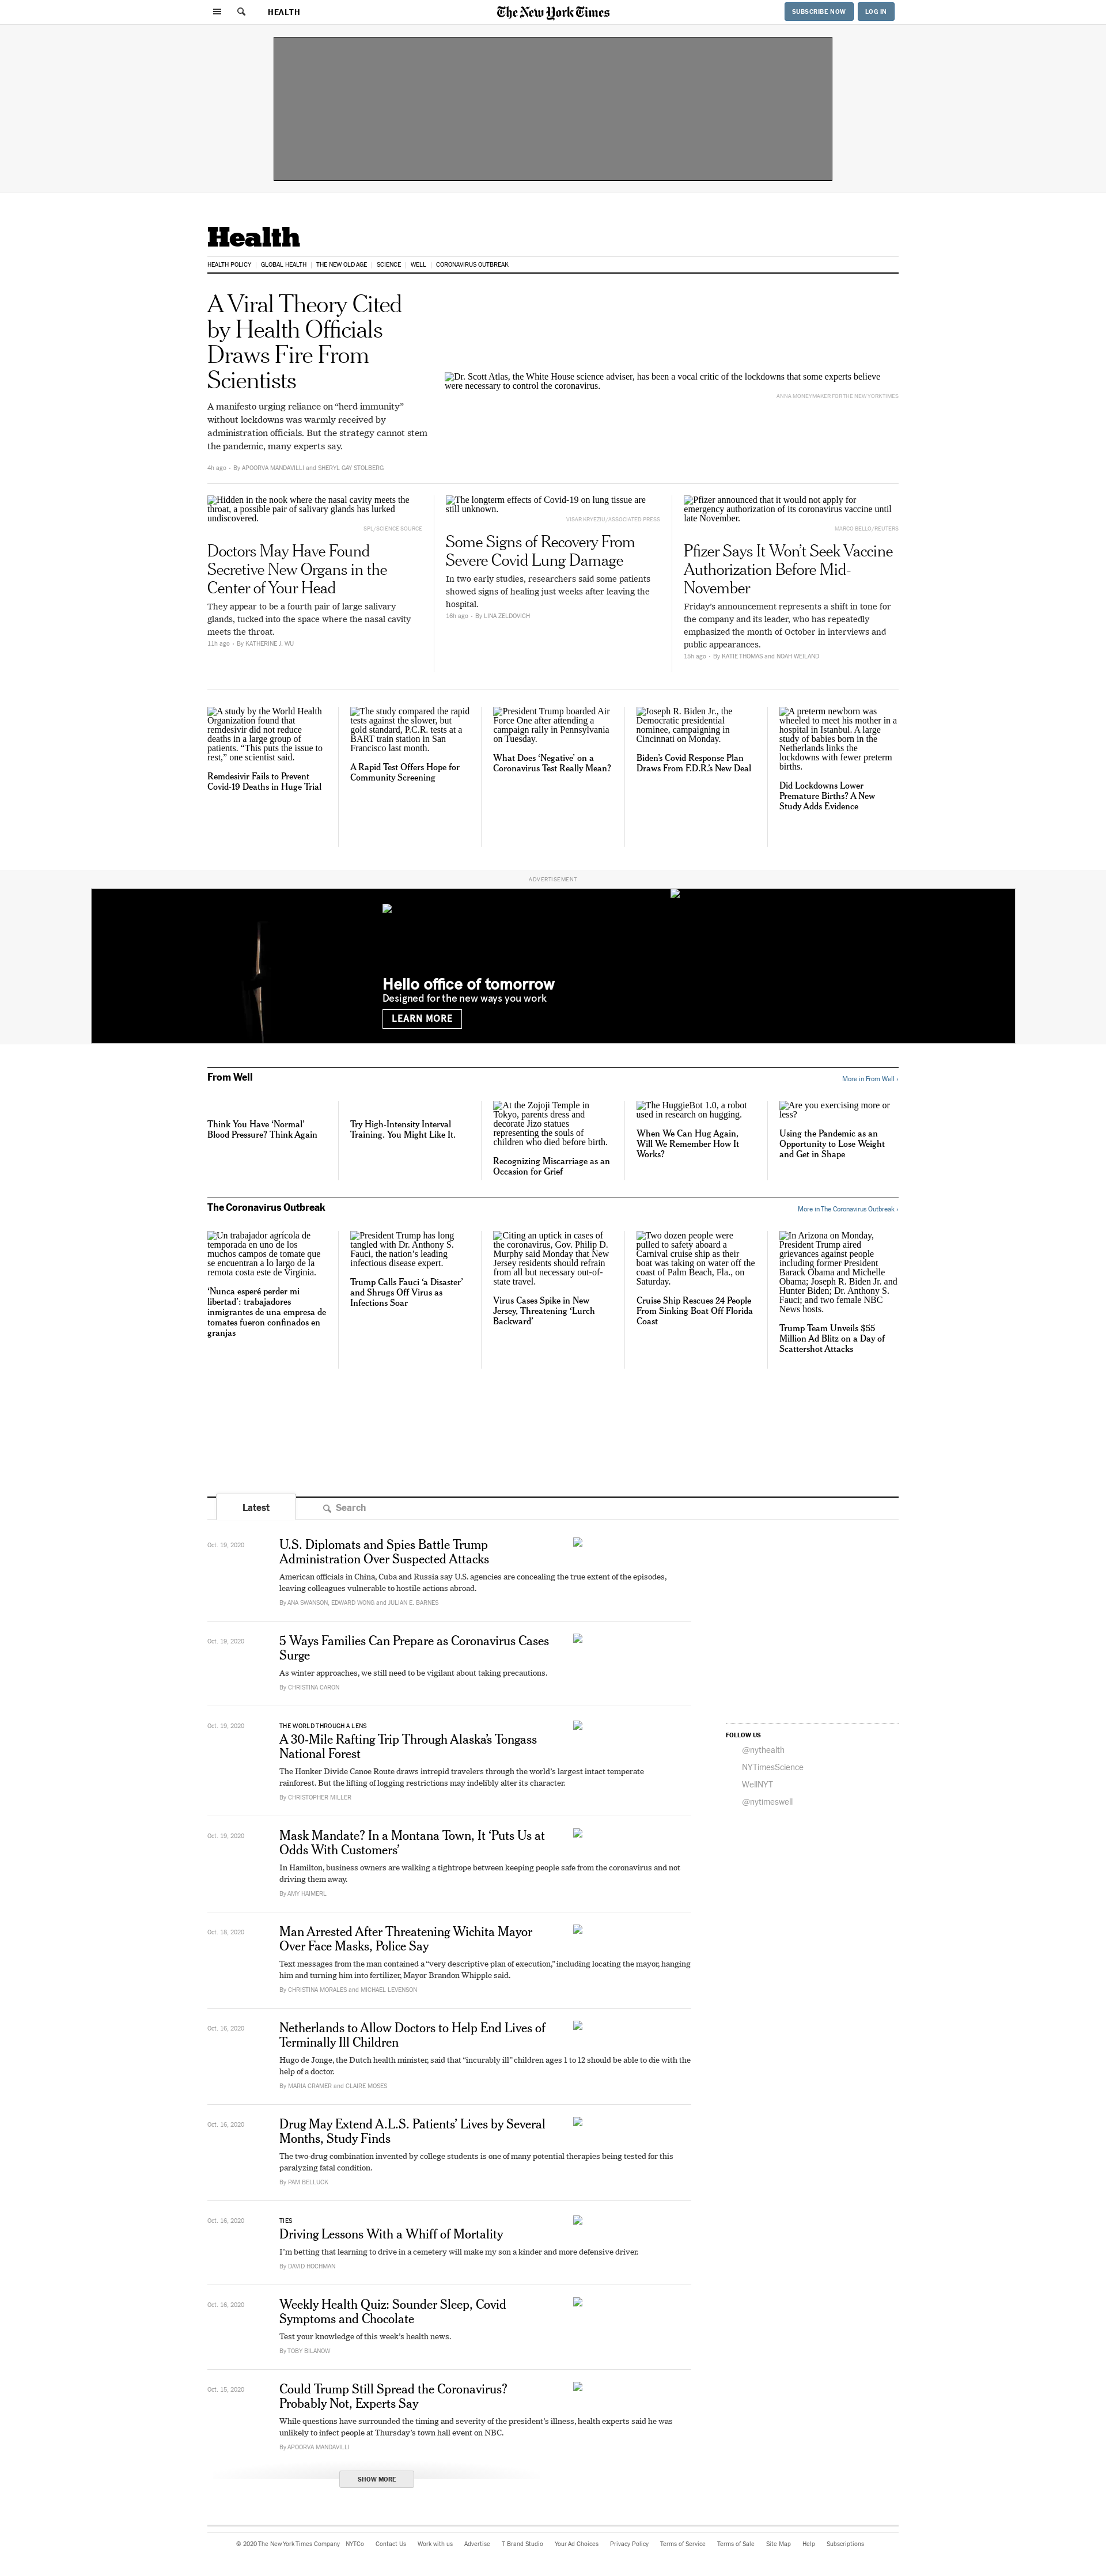 HEALTH
The New York Times
SUBSCRIBE NOW
LOG IN
Health
HEALTH POLICY
GLOBAL HEALTH
THE NEW OLD AGE
SCIENCE
WELL
CORONAVIRUS OUTBREAK
A Viral Theory Cited
by Health Officials
Draws Fire From
Scientists
A manifesto urging reliance on “herd immunity”
without lockdowns was warmly received by
administration officials. But the strategy cannot stem
the pandemic, many experts say.
4h ago • By APOORVA MANDAVILLI and SHERYL GAY STOLBERG
Dr. Scott Atlas, the White House science adviser, has been a vocal critic of the lockdowns that some experts believe
were necessary to control the coronavirus.
ANNA MONEYMAKER FOR THE NEW YORK TIMES
Hidden in the nook where the nasal cavity meets the
throat, a possible pair of salivary glands has lurked
undiscovered.
SPL/SCIENCE SOURCE
Doctors May Have Found
Secretive New Organs in the
Center of Your Head
They appear to be a fourth pair of large salivary
glands, tucked into the space where the nasal cavity
meets the throat.
11h ago • By KATHERINE J. WU
The longterm effects of Covid-19 on lung tissue are
still unknown.
VISAR KRYEZIU/ASSOCIATED PRESS
Some Signs of Recovery From
Severe Covid Lung Damage
In two early studies, researchers said some patients
showed signs of healing just weeks after leaving the
hospital.
16h ago • By LINA ZELDOVICH
Pfizer announced that it would not apply for
emergency authorization of its coronavirus vaccine until
late November.
MARCO BELLO/REUTERS
Pfizer Says It Won’t Seek Vaccine
Authorization Before Mid-
November
Friday’s announcement represents a shift in tone for
the company and its leader, who has repeatedly
emphasized the month of October in interviews and
public appearances.
15h ago • By KATIE THOMAS and NOAH WEILAND
A study by the World Health
Organization found that
remdesivir did not reduce
deaths in a large group of
patients. “This puts the issue to
rest,” one scientist said.
Remdesivir Fails to Prevent
Covid-19 Deaths in Huge Trial
The study compared the rapid
tests against the slower, but
gold standard, P.C.R. tests at a
BART train station in San
Francisco last month.
A Rapid Test Offers Hope for
Community Screening
President Trump boarded Air
Force One after attending a
campaign rally in Pennsylvania
on Tuesday.
What Does ‘Negative’ on a
Coronavirus Test Really Mean?
Joseph R. Biden Jr., the
Democratic presidential
nominee, campaigning in
Cincinnati on Monday.
Biden’s Covid Response Plan
Draws From F.D.R.’s New Deal
A preterm newborn was
wheeled to meet his mother in a
hospital in Istanbul. A large
study of babies born in the
Netherlands links the
lockdowns with fewer preterm
births.
Did Lockdowns Lower
Premature Births? A New
Study Adds Evidence
ADVERTISEMENT
Hello office of tomorrow
Designed for the new ways you work
LEARN MORE
From Well
More in From Well ›
Think You Have ‘Normal’
Blood Pressure? Think Again
Try High-Intensity Interval
Training. You Might Like It.
At the Zojoji Temple in
Tokyo, parents dress and
decorate Jizo statues
representing the souls of
children who died before birth.
Recognizing Miscarriage as an
Occasion for Grief
The HuggieBot 1.0, a robot
used in research on hugging.
When We Can Hug Again,
Will We Remember How It
Works?
Are you exercising more or
less?
Using the Pandemic as an
Opportunity to Lose Weight
and Get in Shape
The Coronavirus Outbreak
More in The Coronavirus Outbreak ›
Un trabajador agrícola de
temporada en uno de los
muchos campos de tomate que
se encuentran a lo largo de la
remota costa este de Virginia.
‘Nunca esperé perder mi
libertad’: trabajadores
inmigrantes de una empresa de
tomates fueron confinados en
granjas
President Trump has long
tangled with Dr. Anthony S.
Fauci, the nation’s leading
infectious disease expert.
Trump Calls Fauci ‘a Disaster’
and Shrugs Off Virus as
Infections Soar
Citing an uptick in cases of
the coronavirus, Gov. Philip D.
Murphy said Monday that New
Jersey residents should refrain
from all but necessary out-of-
state travel.
Virus Cases Spike in New
Jersey, Threatening ‘Lurch
Backward’
Two dozen people were
pulled to safety aboard a
Carnival cruise ship as their
boat was taking on water off the
coast of Palm Beach, Fla., on
Saturday.
Cruise Ship Rescues 24 People
From Sinking Boat Off Florida
Coast
In Arizona on Monday,
President Trump aired
grievances against people
including former President
Barack Obama and Michelle
Obama; Joseph R. Biden Jr. and
Hunter Biden; Dr. Anthony S.
Fauci; and two female NBC
News hosts.
Trump Team Unveils $55
Million Ad Blitz on a Day of
Scattershot Attacks
Latest
Search
Oct. 19, 2020
U.S. Diplomats and Spies Battle Trump
Administration Over Suspected Attacks
American officials in China, Cuba and Russia say U.S. agencies are concealing the true extent of the episodes,
leaving colleagues vulnerable to hostile actions abroad.
By ANA SWANSON, EDWARD WONG and JULIAN E. BARNES
Oct. 19, 2020
5 Ways Families Can Prepare as Coronavirus Cases
Surge
As winter approaches, we still need to be vigilant about taking precautions.
By CHRISTINA CARON
Oct. 19, 2020
THE WORLD THROUGH A LENS
A 30-Mile Rafting Trip Through Alaska’s Tongass
National Forest
The Honker Divide Canoe Route draws intrepid travelers through the world’s largest intact temperate
rainforest. But the lifting of logging restrictions may indelibly alter its character.
By CHRISTOPHER MILLER
FOLLOW US
@nythealth
NYTimesScience
WellNYT
@nytimeswell
Oct. 19, 2020
Mask Mandate? In a Montana Town, It ‘Puts Us at
Odds With Customers’
In Hamilton, business owners are walking a tightrope between keeping people safe from the coronavirus and not
driving them away.
By AMY HAIMERL
Oct. 18, 2020
Man Arrested After Threatening Wichita Mayor
Over Face Masks, Police Say
Text messages from the man contained a “very descriptive plan of execution,” including locating the mayor, hanging
him and turning him into fertilizer, Mayor Brandon Whipple said.
By CHRISTINA MORALES and MICHAEL LEVENSON
Oct. 16, 2020
Netherlands to Allow Doctors to Help End Lives of
Terminally Ill Children
Hugo de Jonge, the Dutch health minister, said that “incurably ill” children ages 1 to 12 should be able to die with the
help of a doctor.
By MARIA CRAMER and CLAIRE MOSES
Oct. 16, 2020
Drug May Extend A.L.S. Patients’ Lives by Several
Months, Study Finds
The two-drug combination invented by college students is one of many potential therapies being tested for this
paralyzing fatal condition.
By PAM BELLUCK
Oct. 16, 2020
TIES
Driving Lessons With a Whiff of Mortality
I’m betting that learning to drive in a cemetery will make my son a kinder and more defensive driver.
By DAVID HOCHMAN
Oct. 16, 2020
Weekly Health Quiz: Sounder Sleep, Covid
Symptoms and Chocolate
Test your knowledge of this week’s health news.
By TOBY BILANOW
Oct. 15, 2020
Could Trump Still Spread the Coronavirus?
Probably Not, Experts Say
While questions have surrounded the timing and severity of the president’s illness, health experts said he was
unlikely to infect people at Thursday’s town hall event on NBC.
By APOORVA MANDAVILLI
SHOW MORE
© 2020 The New York Times Company
NYTCo
Contact Us
Work with us
Advertise
T Brand Studio
Your Ad Choices
Privacy Policy
Terms of Service
Terms of Sale
Site Map
Help
Subscriptions